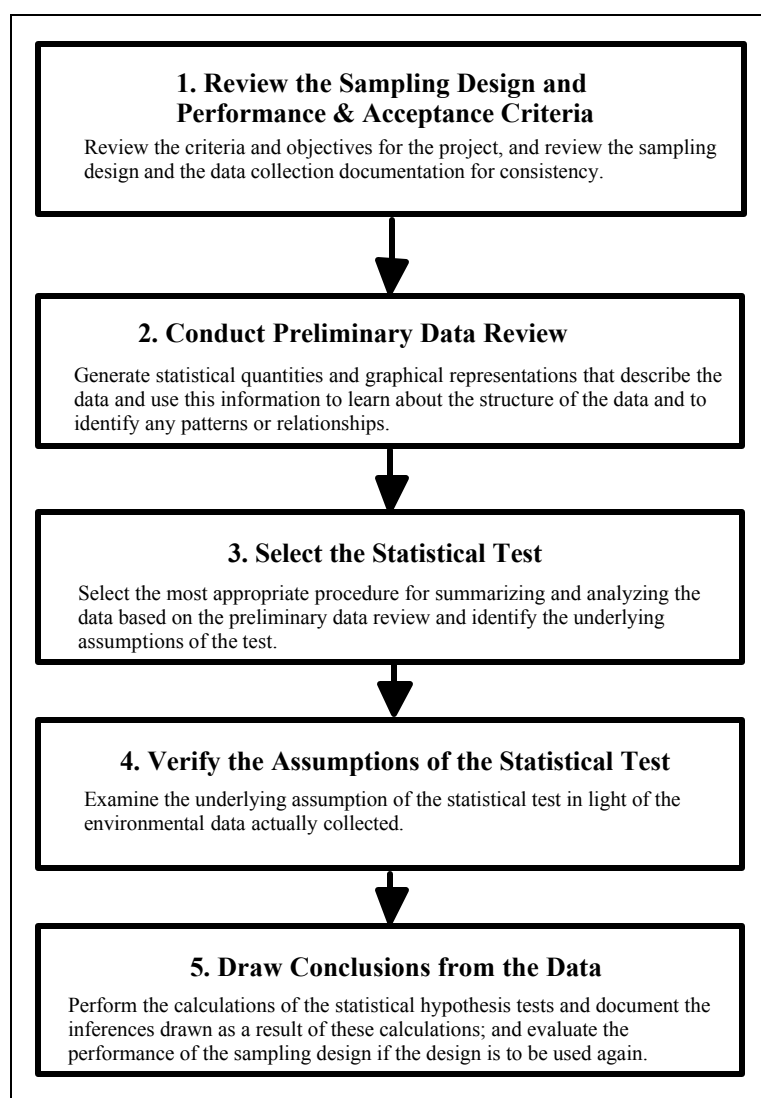 1. Review the Sampling Design and
Performance & Acceptance Criteria
Review the criteria and objectives for the project, and review the sampling
design and the data collection documentation for consistency.
2. Conduct Preliminary Data Review
Generate statistical quantities and graphical representations that describe the
data and use this information to learn about the structure of the data and to
identify any patterns or relationships.
3. Select the Statistical Test
Select the most appropriate procedure for summarizing and analyzing the
data based on the preliminary data review and identify the underlying
assumptions of the test.
4. Verify the Assumptions of the Statistical Test
Examine the underlying assumption of the statistical test in light of the
environmental data actually collected.
5. Draw Conclusions from the Data
Perform the calculations of the statistical hypothesis tests and document the
inferences drawn as a result of these calculations; and evaluate the
performance of the sampling design if the design is to be used again.